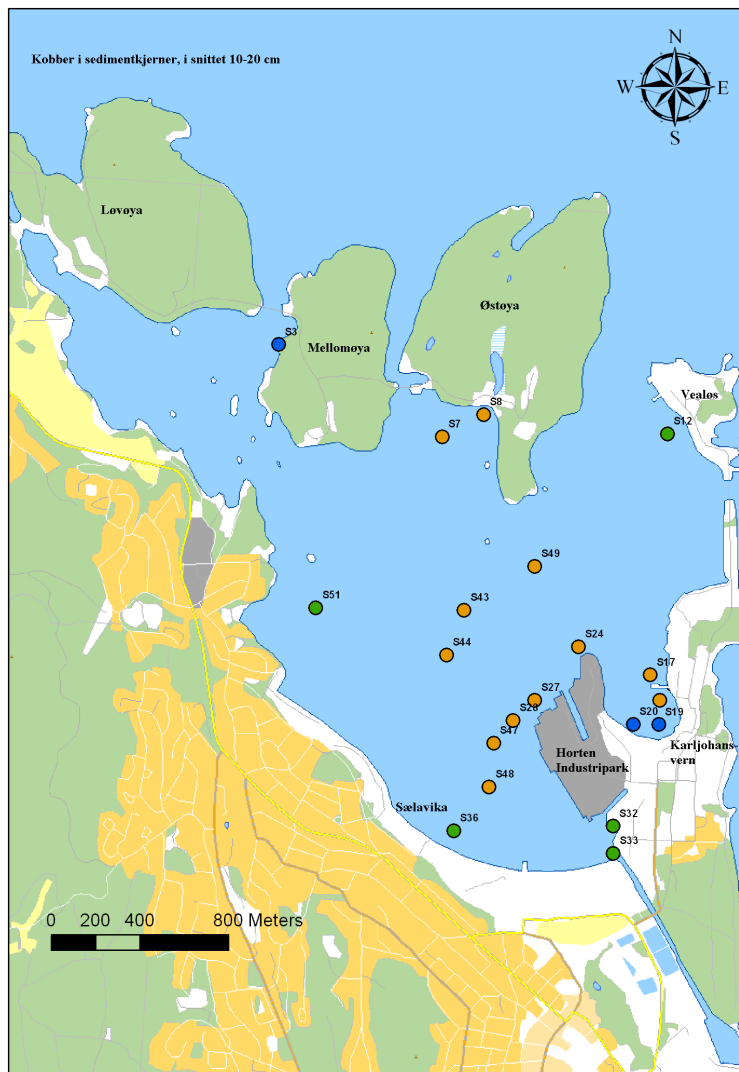 Kobber i sedimentkjerner, i snittet 10-20 cm
N
W
E
S
Løvøya
Østøya
S3
Mellomøya
Vealøs
S8
S7
S12
S49
S51
S43
S24
S44
S17
S27
S28
S20
S19
S47
Karljohans-
vern
Horten
Industripark
S48
Sælavika
S36
S32
S33
0 200 400 800 Meters